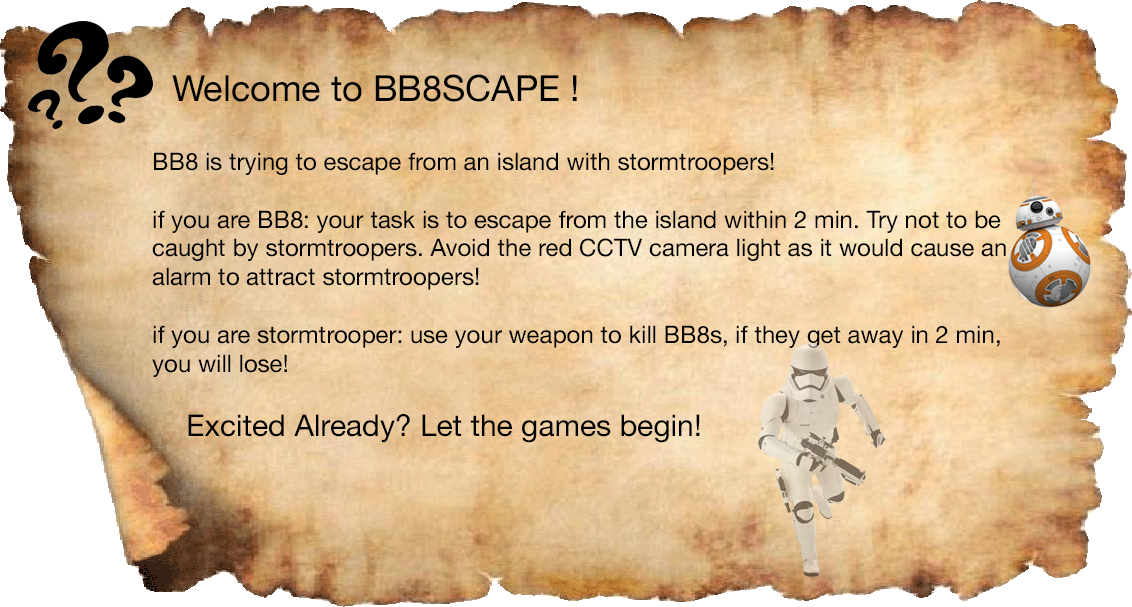 ???
Welcome to BB8SCAPE !
BB8 is trying to escape from an island with stormtroopers!
if you are BB8: your task is to escape from the island within 2 min. Try not to be
caught by stormtroopers. Avoid the red CCTV camera light as it would cause an
alarm to attract stormtroopers!
if you are stormtrooper: use your weapon to kill BB8s, if they get away in 2 min,
you will lose!
Excited Already? Let the games begin!